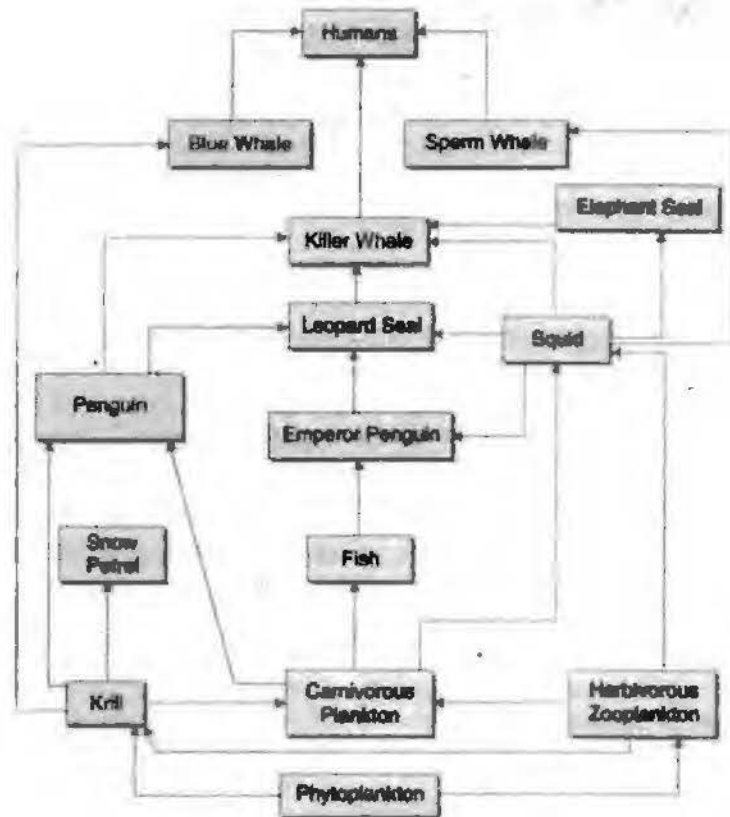 Humans
Blue Whale
Sperm Whale
Elephant Seal
Killer Whale
Leopard Seal
Squid
Penguin
Emperor Penguin
Snow
Petrel
Fish
Krill
Carnivorous
Plankton
Herbivorous
Zooplankton
Phytoplankton